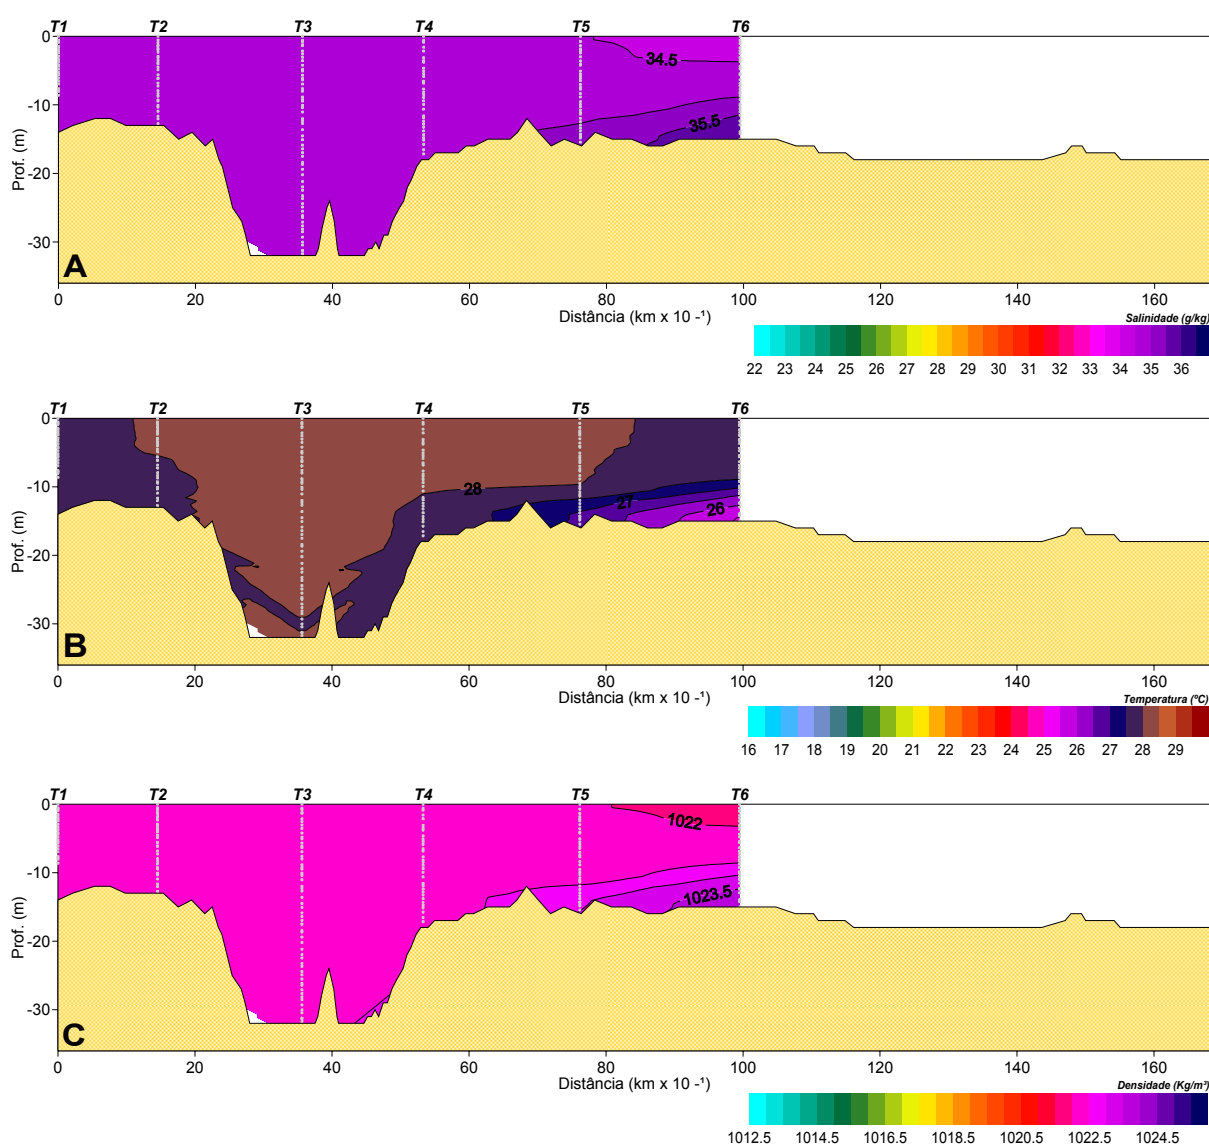 T1 T2 T3 T4 T5 T6
0
34.5
-10
35.5
Prof. (m)
-20
-30
A
0 20 40 60 80 100 120 140 160
Distância (km x 10 -¹)
Salinidade (g/kg)
22 23 24 25 26 27 28 29 30 31 32 33 34 35 36
T1 T2 T3 T4 T5 T6
0
-10
28
27
26
Prof. (m)
-20
-30
B
0 20 40 60 80 100 120 140 160
Distância (km x 10 -¹)
Temperatura (ºC)
16 17 18 19 20 21 22 23 24 25 26 27 28 29
T1 T2 T3 T4 T5 T6
0
1022
-10
1023.5
Prof. (m)
-20
-30
C
0 20 40 60 80 100 120 140 160
Distância (km x 10 -¹)
Densidade (Kg/m³)
1012.5 1014.5 1016.5 1018.5 1020.5 1022.5 1024.5